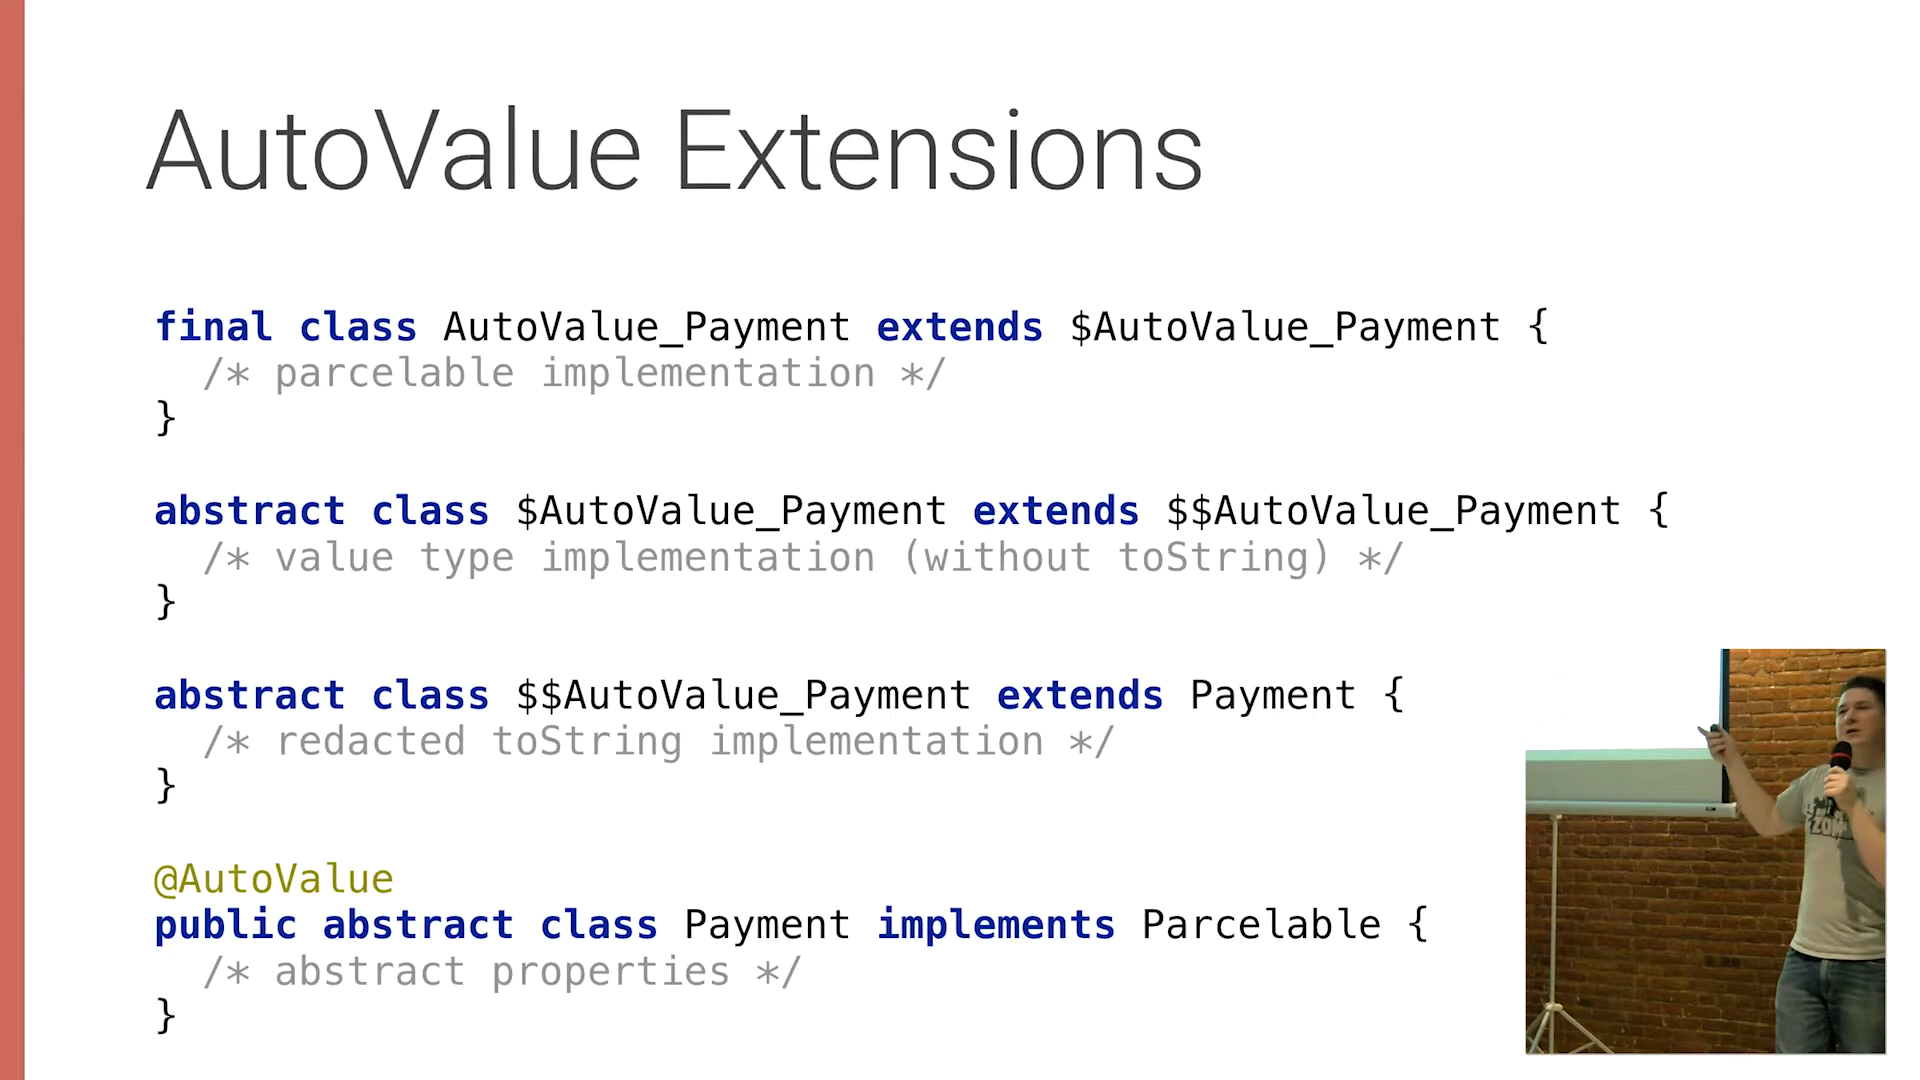 AutoValue Extensions
final class AutoValue_Payment extends $AutoValue_Payment {
/* parcelable implementation */
}
abstract class $AutoValue_Payment extends $$AutoValue_Payment {
/* value type implementation (without toString) */
}
abstract class $$AutoValue_Payment extends Payment {
/* redacted toString implementation */
}
@AutoValue
public abstract class Payment implements Parcelable {
/* abstract properties */
}